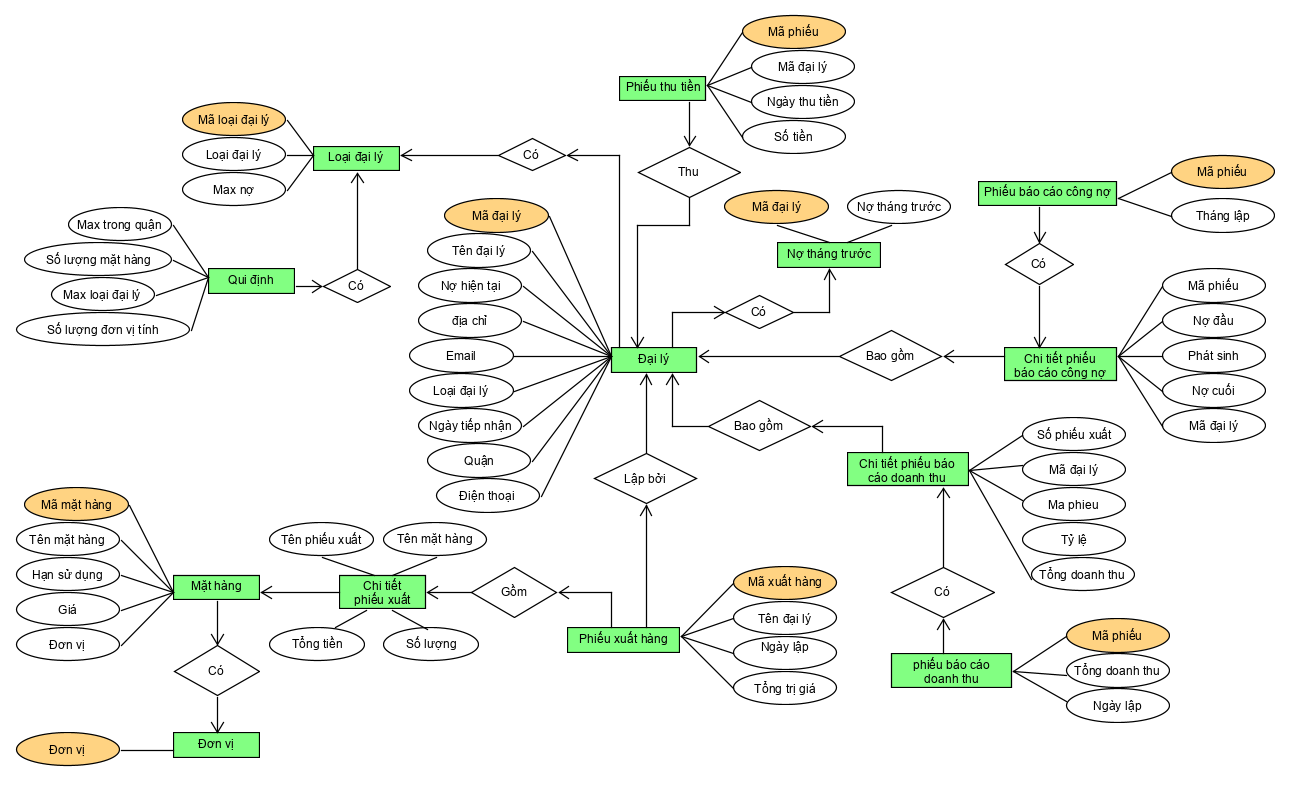 Mã phiếu
Mã đại lý
Ngày thu tiền
Số tiền
Phiếu thu tiền
Thu
Mã loại đại lý
Loại đại lý
Max nợ
Loại đại lý
Có
Max trong quận
Số lượng mặt hàng
Max loại đại lý
Số lượng đơn vị tính
Qui định
Có
Mã đại lý
Tên đại lý
Nợ hiện tại
địa chỉ
Email
Loại đại lý
Ngày tiếp nhận
Quận
Điện thoại
Đại lý
Mã đại lý
Nợ tháng trước
Nợ tháng trước
Có
Phiếu báo cáo công nợ
Mã phiếu
Tháng lập
Có
Bao gồm
Chi tiết phiếu
báo cáo công nợ
Mã phiếu
Nợ đầu
Phát sinh
Nợ cuối
Mã đại lý
Bao gồm
Chi tiết phiếu báo
cáo doanh thu
Số phiếu xuất
Mã đại lý
Ma phieu
Tỷ lệ
Tổng doanh thu
Có
phiếu báo cáo
doanh thu
Mã phiếu
Tổng doanh thu
Ngày lập
Lập bởi
Mã mặt hàng
Tên mặt hàng
Hạn sử dụng
Giá
Đơn vị
Mặt hàng
Có
Đơn vị
Đơn vị
Tên phiếu xuất
Tên mặt hàng
Chi tiết
phiếu xuất
Tổng tiền
Số lượng
Gồm
Phiếu xuất hàng
Mã xuất hàng
Tên đại lý
Ngày lập
Tổng trị giá